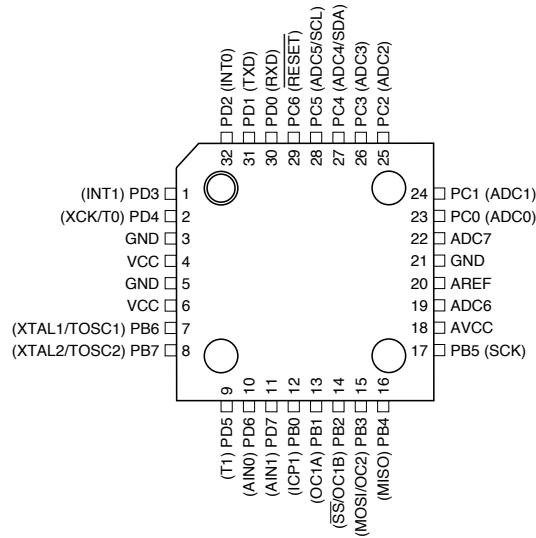 PD2 (INT0)
PD1 (TXD)
PD0 (RXD)
PC6 (RESET)
PC5 (ADC5/SCL)
PC4 (ADC4/SDA)
PC3 (ADC3)
PC2 (ADC2)
32
31
30
29
28
27
26
25
(INT1) PD3 1
(XCK/T0) PD4 2
GND 3
VCC 4
GND 5
VCC 6
(XTAL1/TOSC1) PB6 7
(XTAL2/TOSC2) PB7 8
24 PC1 (ADC1)
23 PC0 (ADC0)
22 ADC7
21 GND
20 AREF
19 ADC6
18 AVCC
17 PB5 (SCK)
9
10
11
12
13
14
15
16
(T1) PD5
(AIN0) PD6
(AIN1) PD7
(ICP1) PB0
(OC1A) PB1
(SS/OC1B) PB2
(MOSI/OC2) PB3
(MISO) PB4